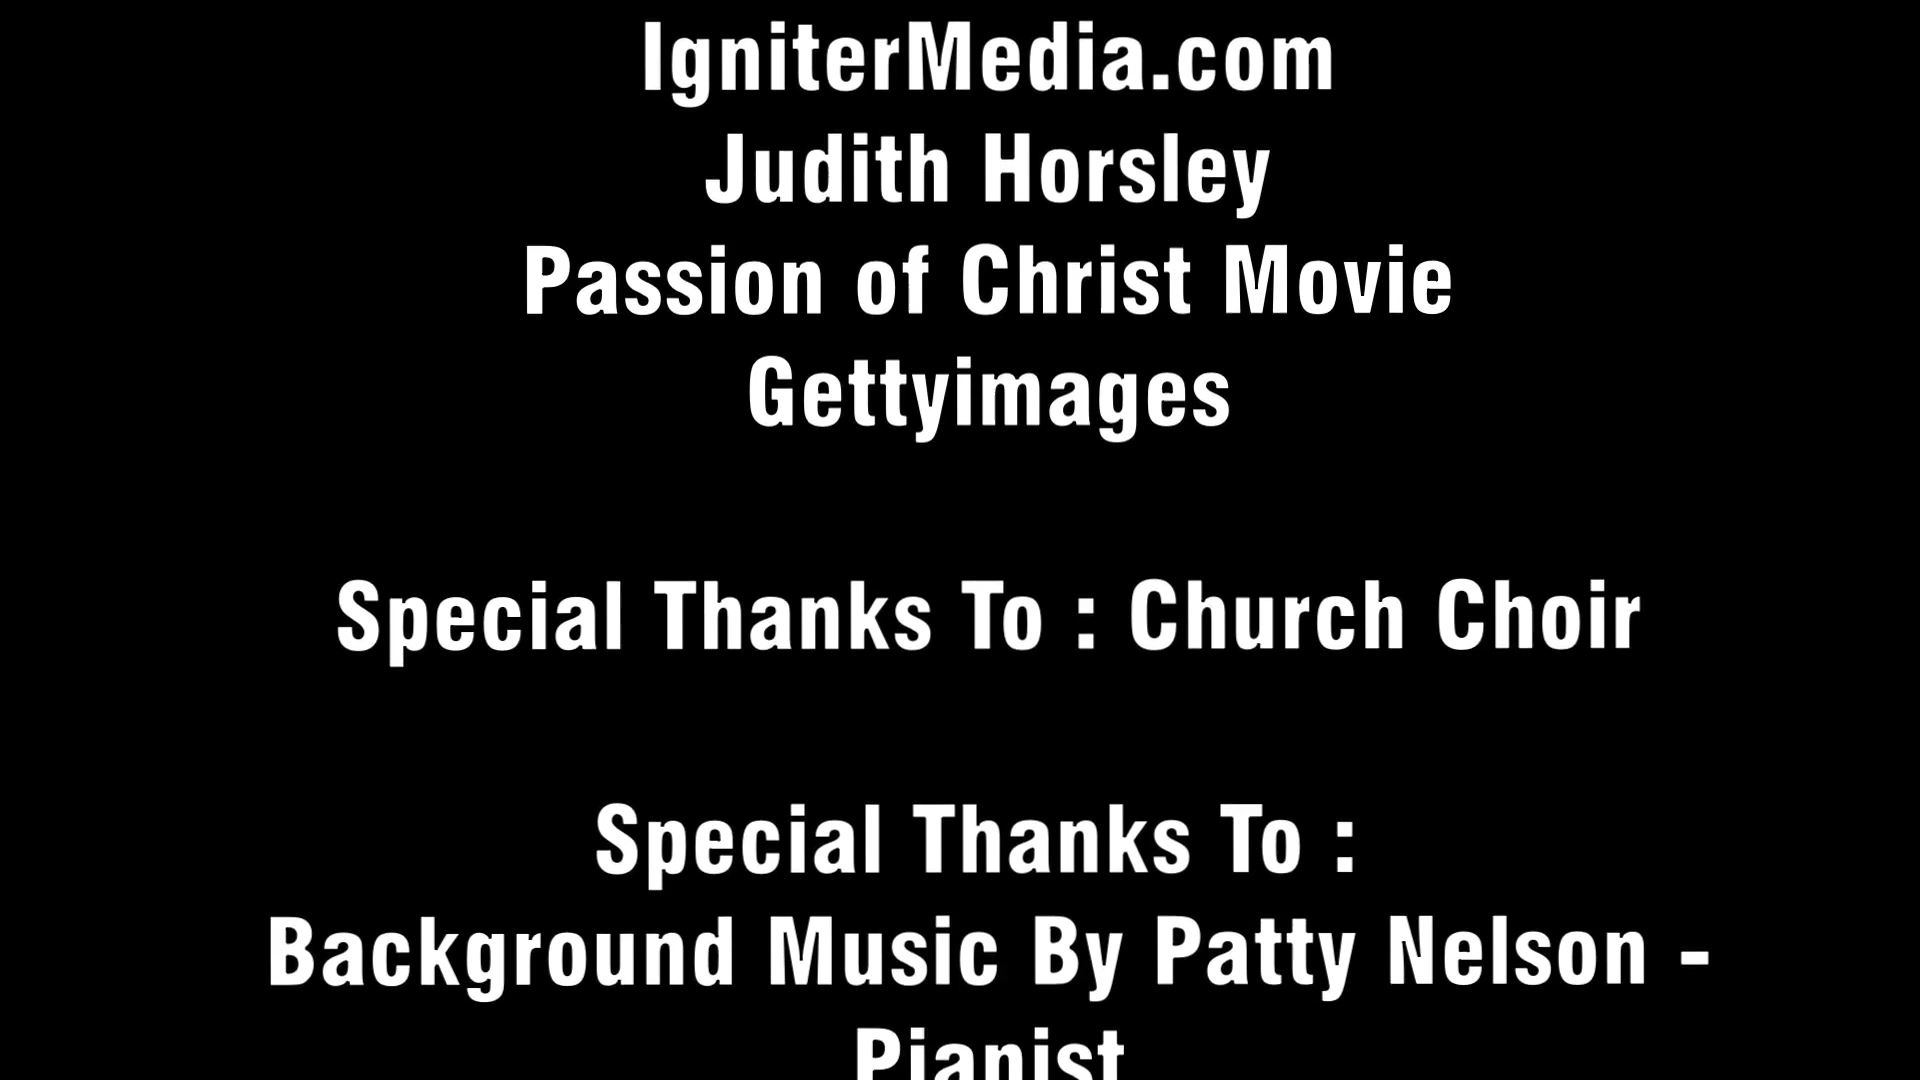 IgniterMedia.com
Judith Horsley
Passion of Christ Movie
Gettyimages
Special Thanks To : Church Choir
Special Thanks To :
Background Music By Patty Nelson -
Pianist